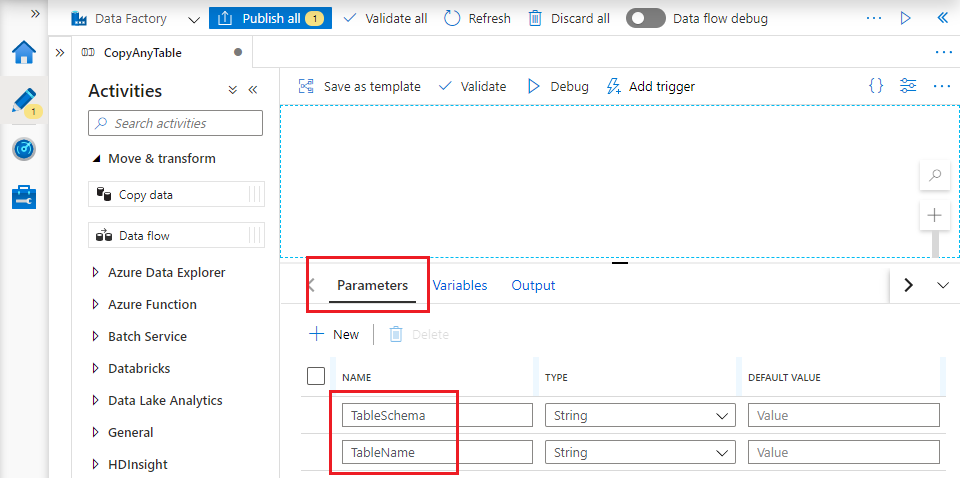 Data Factory
Publish all 1
Validate all
Refresh
Discard all
Data flow debug
1
CopyAnyTable
Activities
Search activities
Move & transform
Copy data
Data flow
Azure Data Explorer
Azure Function
Batch Service
Databricks
Data Lake Analytics
General
HDInsight
Save as template
Validate
Debug
Add trigger
{}
Parameters
Variables
Output
New
Delete
NAME
TYPE
DEFAULT VALUE
TableSchema
String
Value
TableName
String
Value